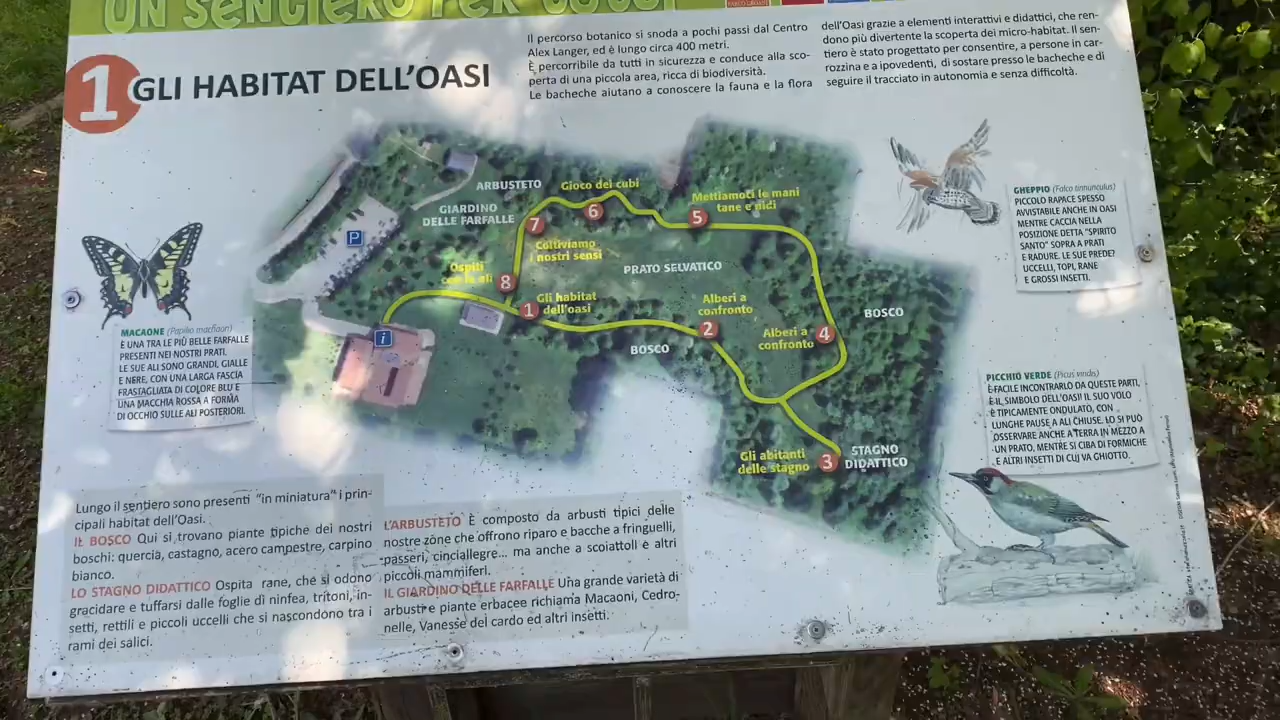 UN SENTIERO PER
1 GLI HABITAT DELL'OASI
Il percorso botanico si snoda a pochi passi dal Centro
Alex Langer, ed è lungo circa 400 metri.
È percorribile da tutti in sicurezza e conduce alla sco-
perta di una piccola area, ricca di biodiversità.
Le bacheche aiutano a conoscere la fauna e la flora
dell'Oasi grazie a elementi interattivi e didattici, che ren-
dono più divertente la scoperta dei micro-habitat. Il sen-
tiero è stato progettato per consentire, a persone in car-
rozzina e a ipovedenti, di sostare presso le bacheche e di
seguire il tracciato in autonomia e senza difficoltà.
ARBUSTETO
Gioco dei cubi
6
GIARDINO
DELLE FARFALLE
7
Mettiamoci le mani
tane e nidi
5
P
Coltiviamo
i nostri sensi
PRATO SELVATICO
Ospiti
con le ali
8
Gli habitat
dell'oasi
1
Alberi a
confronto
2
BOSCO
Alberi a
confronto
4
i
BOSCO
Gli abitanti
delle stagno
3
STAGNO
DIDATTICO
GHEPPIO (Falco tinnunculus)
PICCOLO RAPACE SPESSO
AVVISTABILE ANCHE IN OASI
MENTRE CACCIA NELLA
POSIZIONE DETTA "SPIRITO
SANTO" SOPRA A PRATI
E RADURE. LE SUE PREDE?
UCCELLI, TOPI, RANE
E GROSSI INSETTI.
MACAONE (Papilio machaon)
È UNA TRA LE PIÙ BELLE FARFALLE
PRESENTI NEI NOSTRI PRATI.
LE SUE ALI SONO GRANDI, GIALLE
E NERE, CON UNA LARGA FASCIA
FRASTAGLIATA DI COLORE BLU E
UNA MACCHIA ROSSA A FORMA
DI OCCHIO SULLE ALI POSTERIORI.
PICCHIO VERDE (Picus viridis)
È FACILE INCONTRARLO DA QUESTE PARTI,
È IL SIMBOLO DELL'OASI! IL SUO VOLO
È TIPICAMENTE ONDULATO, CON
LUNGHE PAUSE A ALI CHIUSE. LO SI PUÒ
OSSERVARE ANCHE A TERRA IN MEZZO A
UN PRATO, MENTRE SI CIBA DI FORMICHE
E ALTRI INSETTI DI CUI VA GHIOTTO.
Lungo il sentiero sono presenti "in miniatura" i prin-
cipali habitat dell'Oasi.
IL BOSCO Qui si trovano piante tipiche dei nostri
boschi: quercia, castagno, acero campestre, carpino
bianco.
LO STAGNO DIDATTICO Ospita rane, che si odono
gracidare e tuffarsi dalle foglie di ninfea, tritoni, in-
setti, rettili e piccoli uccelli che si nascondono tra i
rami dei salici.
L'ARBUSTETO È composto da arbusti tipici delle
nostre zone che offrono riparo e bacche a fringuelli,
passeri, cinciallegre... ma anche a scoiattoli e altri
piccoli mammiferi.
IL GIARDINO DELLE FARFALLE Una grande varietà di
arbusti e piante erbacee richiama Macaoni, Cedro-
nelle, Vanesse del cardo ed altri insetti.